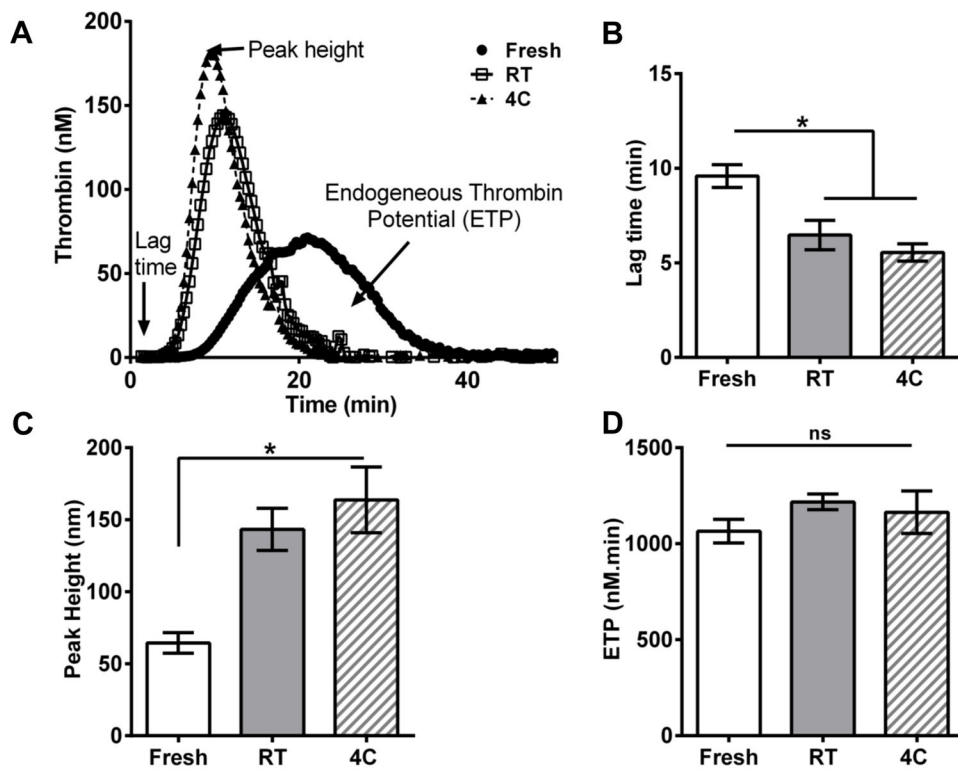 A
200
150
100
50
0
Thrombin (nM)
Peak height
Fresh
RT
4C
Endogeneous Thrombin
Potential (ETP)
Lag
time
0
20
40
Time (min)
B
15
10
5
0
Lag time (min)
*
Fresh
RT
4C
C
200
150
100
50
0
Peak Height (nm)
*
Fresh
RT
4C
D
1500
1000
500
0
ETP (nM.min)
ns
Fresh
RT
4C